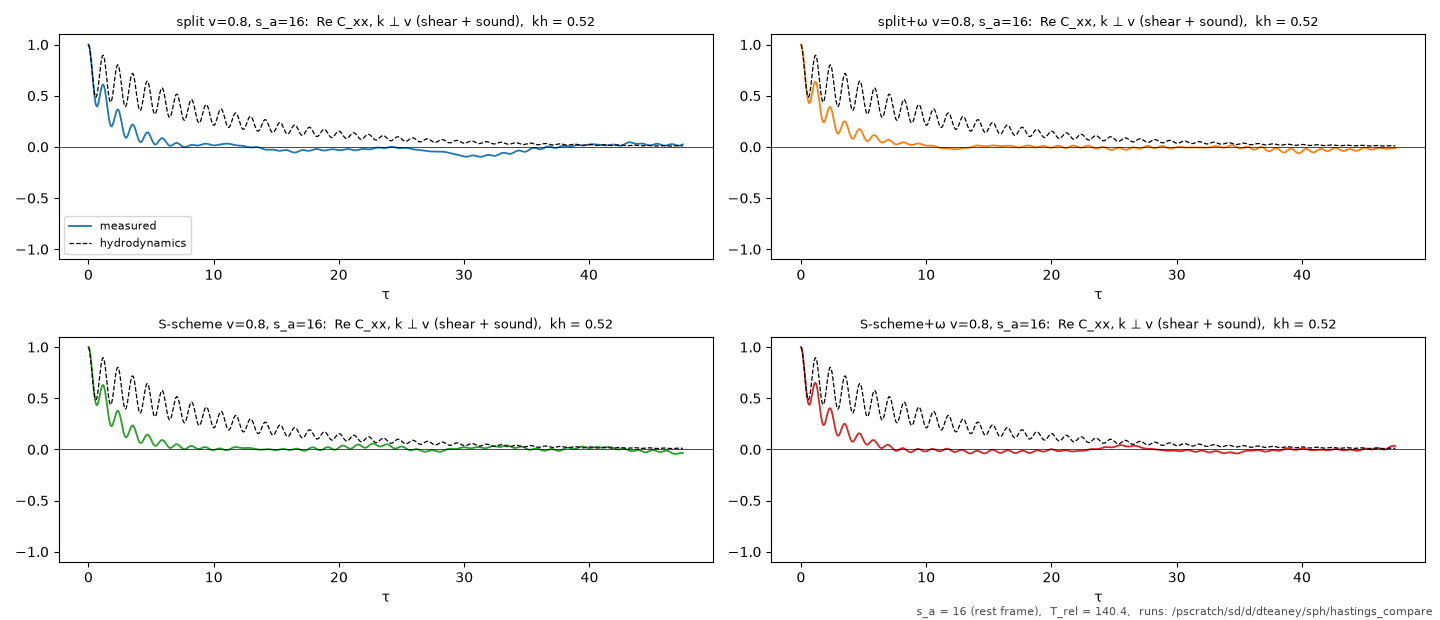 split v=0.8, s_a=16:  Re C_xx, k ⊥ v (shear + sound),  kh = 0.52
1.0
0.5
0.0
−0.5
−1.0
measured
hydrodynamics
0 10 20 30 40
τ
split+ω v=0.8, s_a=16:  Re C_xx, k ⊥ v (shear + sound),  kh = 0.52
1.0
0.5
0.0
−0.5
−1.0
0 10 20 30 40
τ
S-scheme v=0.8, s_a=16:  Re C_xx, k ⊥ v (shear + sound),  kh = 0.52
1.0
0.5
0.0
−0.5
−1.0
0 10 20 30 40
τ
S-scheme+ω v=0.8, s_a=16:  Re C_xx, k ⊥ v (shear + sound),  kh = 0.52
1.0
0.5
0.0
−0.5
−1.0
0 10 20 30 40
τ
s_a = 16 (rest frame),  T_rel = 140.4,  runs: /pscratch/sd/d/dteaney/sph/hastings_compare